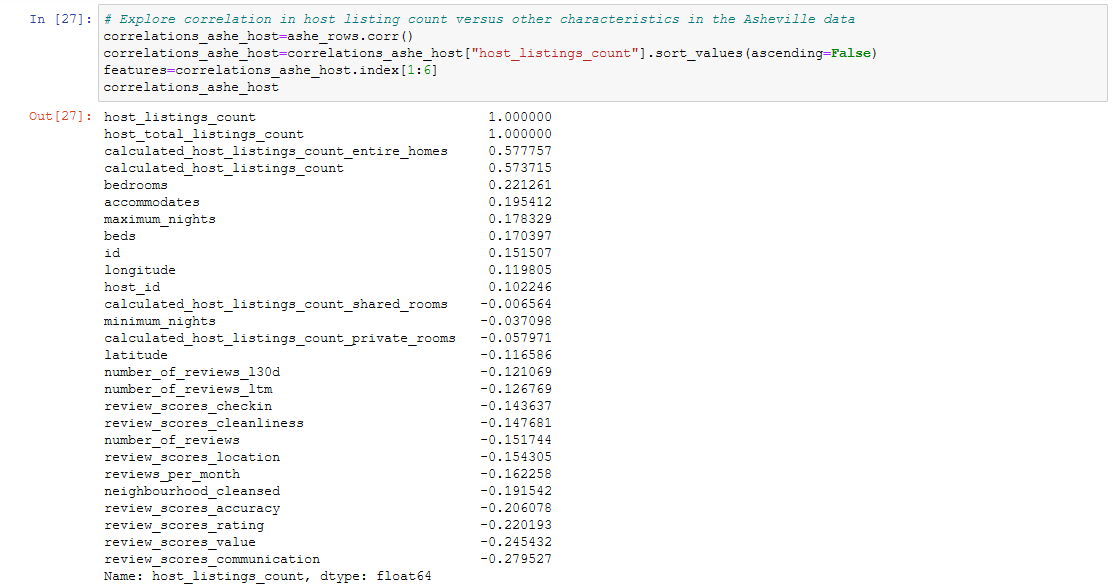 In [27]: # Explore correlation in host listing count versus other characteristics in the Asheville data
correlations_ashe_host=ashe_rows.corr()
correlations_ashe_host=correlations_ashe_host["host_listings_count"].sort_values(ascending=False)
features=correlations_ashe_host.index[1:6]
correlations_ashe_host
Out[27]: host_listings_count 1.000000
host_total_listings_count 1.000000
calculated_host_listings_count_entire_homes 0.577757
calculated_host_listings_count 0.573715
bedrooms 0.221261
accommodates 0.195412
maximum_nights 0.178329
beds 0.170397
id 0.151507
longitude 0.119805
host_id 0.102246
calculated_host_listings_count_shared_rooms -0.006564
minimum_nights -0.037098
calculated_host_listings_count_private_rooms -0.057971
latitude -0.116586
number_of_reviews_l30d -0.121069
number_of_reviews_ltm -0.126769
review_scores_checkin -0.143637
review_scores_cleanliness -0.147681
number_of_reviews -0.151744
review_scores_location -0.154305
reviews_per_month -0.162258
neighbourhood_cleansed -0.191542
review_scores_accuracy -0.206078
review_scores_rating -0.220193
review_scores_value -0.245432
review_scores_communication -0.279527
Name: host_listings_count, dtype: float64